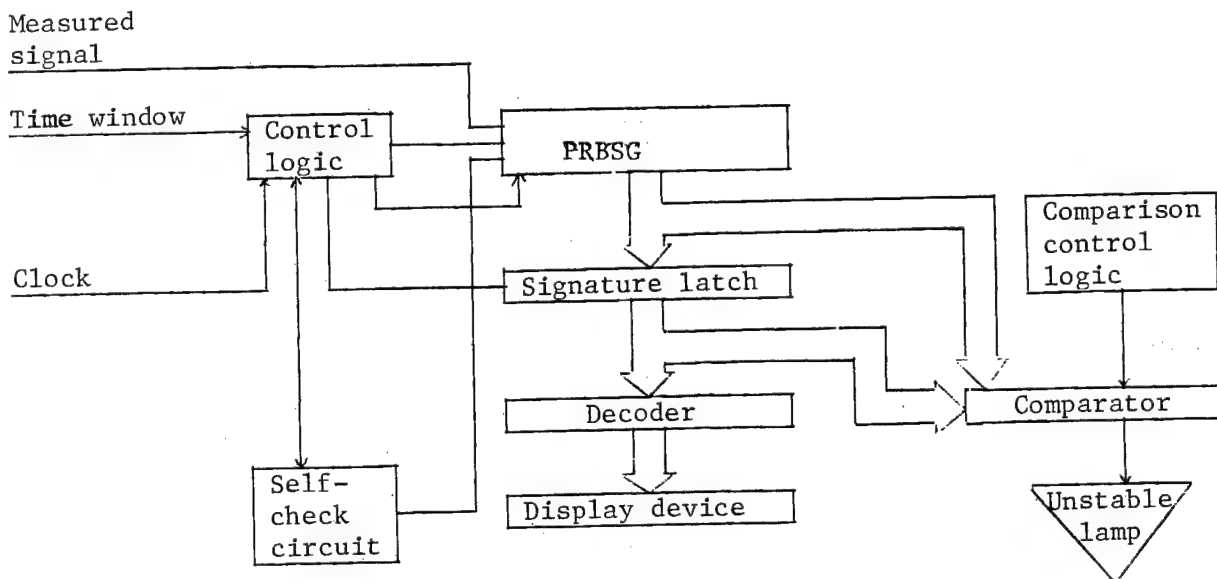 Measured
signal
Time window
Control
logic
PRBSG
Comparison
control
logic
Clock
Signature latch
Decoder
Comparator
Self-
check
circuit
Display device
Unstable
lamp